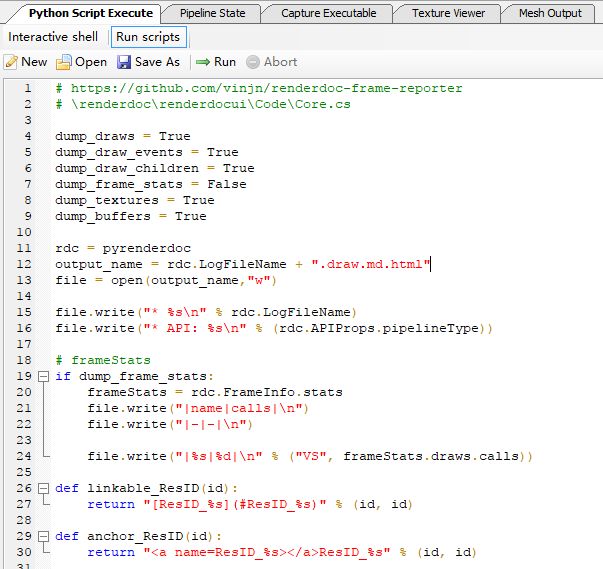 Python Script Execute Pipeline State Capture Executable Texture Viewer Mesh Output
Interactive shell Run scripts
New Open Save As Run Abort
1 # https://github.com/vinjn/renderdoc-frame-reporter
2 # \renderdoc\renderdocui\Code\Core.cs
3
4 dump_draws = True
5 dump_draw_events = True
6 dump_draw_children = True
7 dump_frame_stats = False
8 dump_textures = True
9 dump_buffers = True
10
11 rdc = pyrenderdoc
12 output_name = rdc.LogFileName + ".draw.md.html"
13 file = open(output_name,"w")
14
15 file.write("* %s\n" % rdc.LogFileName)
16 file.write("* API: %s\n" % (rdc.APIProps.pipelineType))
17
18 # frameStats
19 if dump_frame_stats:
20     frameStats = rdc.FrameInfo.stats
21     file.write("|name|calls|\n")
22     file.write("|-|-|\n")
23
24     file.write("|%s|%d|\n" % ("VS", frameStats.draws.calls))
25
26 def linkable_ResID(id):
27     return "[ResID_%s](#ResID_%s)" % (id, id)
28
29 def anchor_ResID(id):
30     return "<a name=ResID_%s></a>ResID_%s" % (id, id)